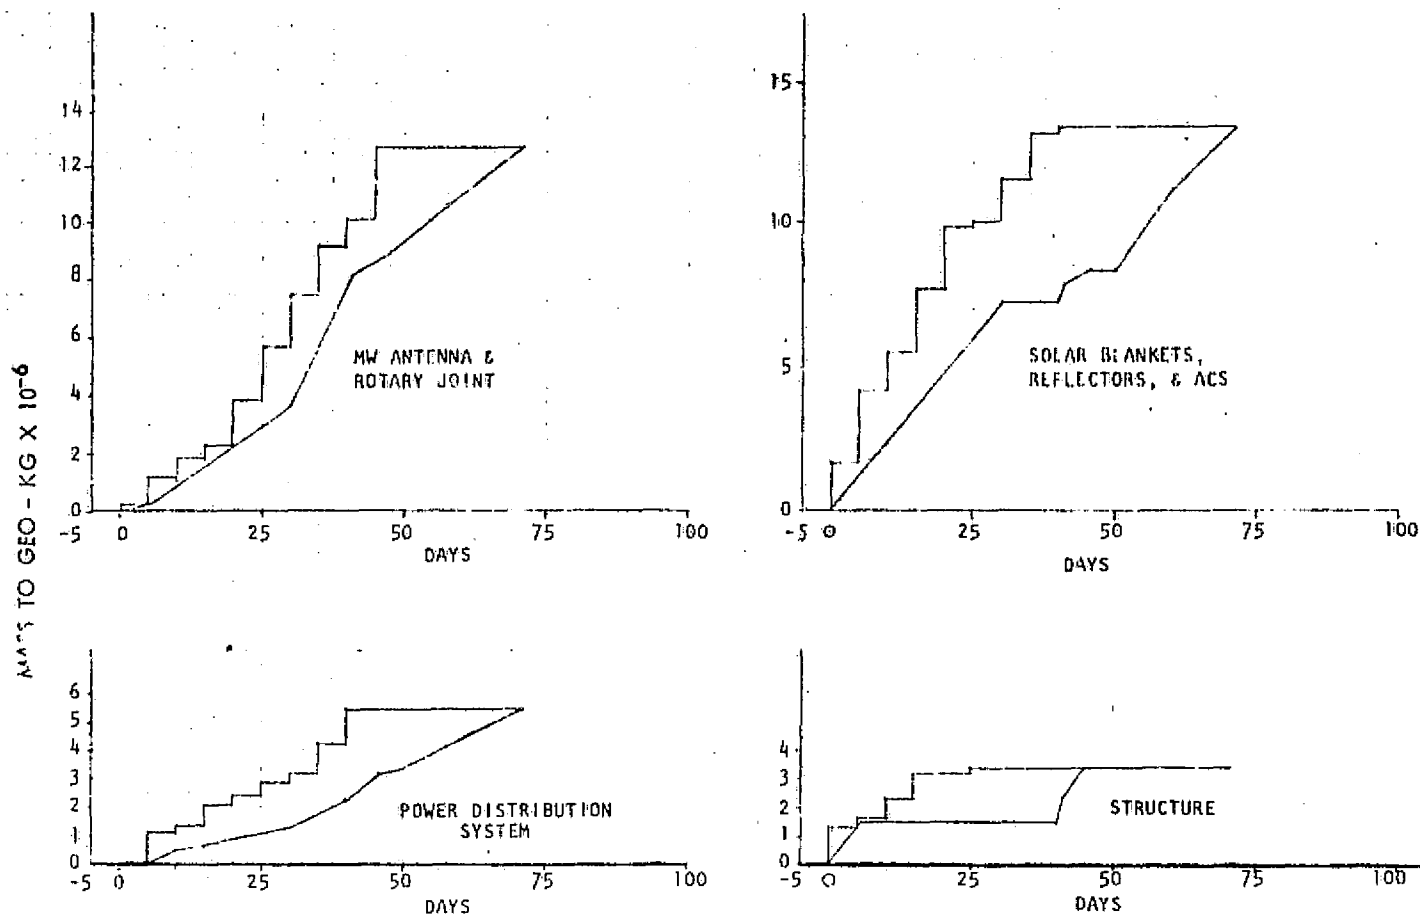 MASS TO GEO - KG X 10-6
14
12
10
8
6
4
2
0
-5 0 25 50 75 100
DAYS
MW ANTENNA &
ROTARY JOINT
15
10
5
0
-5 0 25 50 75 100
DAYS
SOLAR BLANKETS,
REFLECTORS, & ACS
6
5
4
3
2
1
0
-5 0 25 50 75 100
DAYS
POWER DISTRIBUTION
SYSTEM
4
3
2
1
0
-5 0 25 50 75 100
DAYS
STRUCTURE